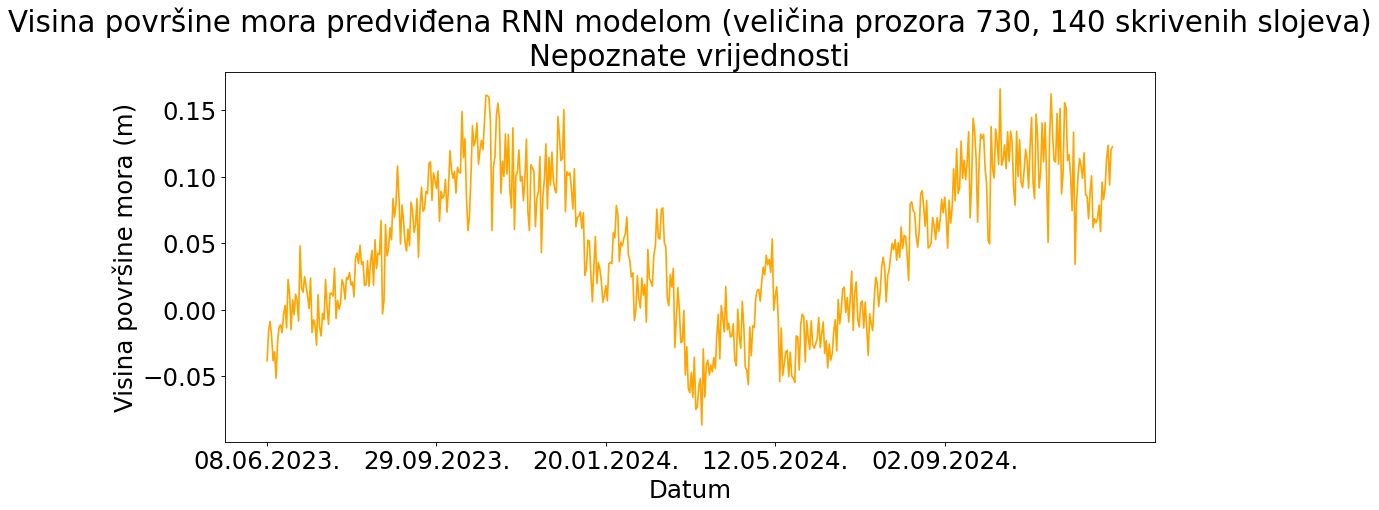 Visina površine mora predviđena RNN modelom (veličina prozora 730, 140 skrivenih slojeva)
Nepoznate vrijednosti
Visina površine mora (m)
0.15
0.10
0.05
0.00
−0.05
08.06.2023. 29.09.2023. 20.01.2024. 12.05.2024. 02.09.2024.
Datum